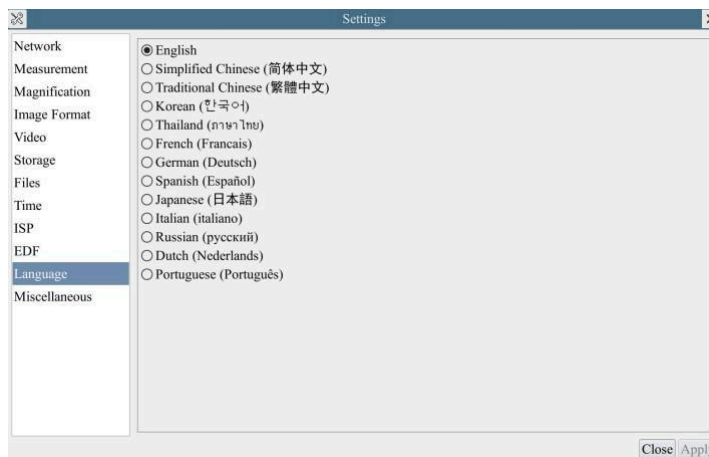 Settings
Network
Measurement
Magnification
Image Format
Video
Storage
Files
Time
ISP
EDF
Language
Miscellaneous
English
Simplified Chinese (简体中文)
Traditional Chinese (繁體中文)
Korean (한국어)
Thailand (ภาษาไทย)
French (Francais)
German (Deutsch)
Spanish (Español)
Japanese (日本語)
Italian (italiano)
Russian (русский)
Dutch (Nederlands)
Portuguese (Português)
Close Appl